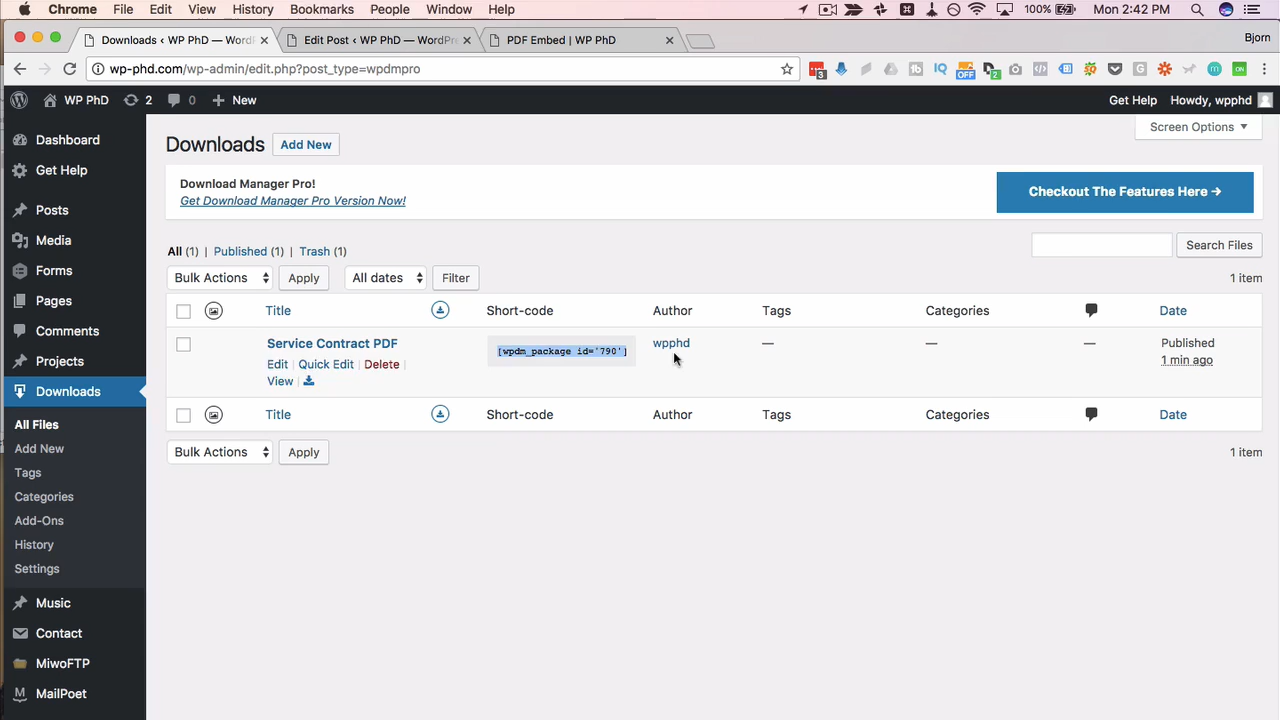 Chrome File Edit View History Bookmarks People Window Help 100% Mon 2:42 PM
Downloads ‹ WP PhD — Word Edit Post ‹ WP PhD — WordPre PDF Embed | WP PhD Bjorn
wp-phd.com/wp-admin/edit.php?post_type=wpdmpro 3 OFF 2 ON
WP PhD 2 0 + New Get Help Howdy, wpphd
Dashboard
Get Help
Posts
Media
Forms
Pages
Comments
Projects
Downloads
All Files
Add New
Tags
Categories
Add-Ons
History
Settings
Music
Contact
MiwoFTP
MailPoet
Screen Options
Downloads Add New
Download Manager Pro!
Get Download Manager Pro Version Now!
Checkout The Features Here →
All (1) | Published (1) | Trash (1)
Search Files
Bulk Actions Apply All dates Filter 1 item
Title Short-code Author Tags Categories Date
Service Contract PDF [wpdm_package id='790'] wpphd — — — Published
Edit | Quick Edit | Delete | 1 min ago
View |
Title Short-code Author Tags Categories Date
Bulk Actions Apply 1 item